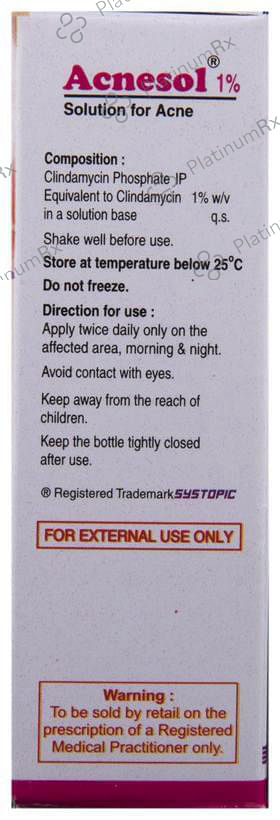 Acnesol® 1%
Solution for Acne
Composition :
Clindamycin Phosphate IP
Equivalent to Clindamycin 1% w/v
in a solution base q.s.
Shake well before use.
Store at temperature below 25°C
Do not freeze.
Direction for use :
Apply twice daily only on the
affected area, morning & night.
Avoid contact with eyes.
Keep away from the reach of
children.
Keep the bottle tightly closed
after use.
® Registered Trademark SYSTOPIC
FOR EXTERNAL USE ONLY
Warning :
To be sold by retail on the
prescription of a Registered
Medical Practitioner only.
PlatinumRx